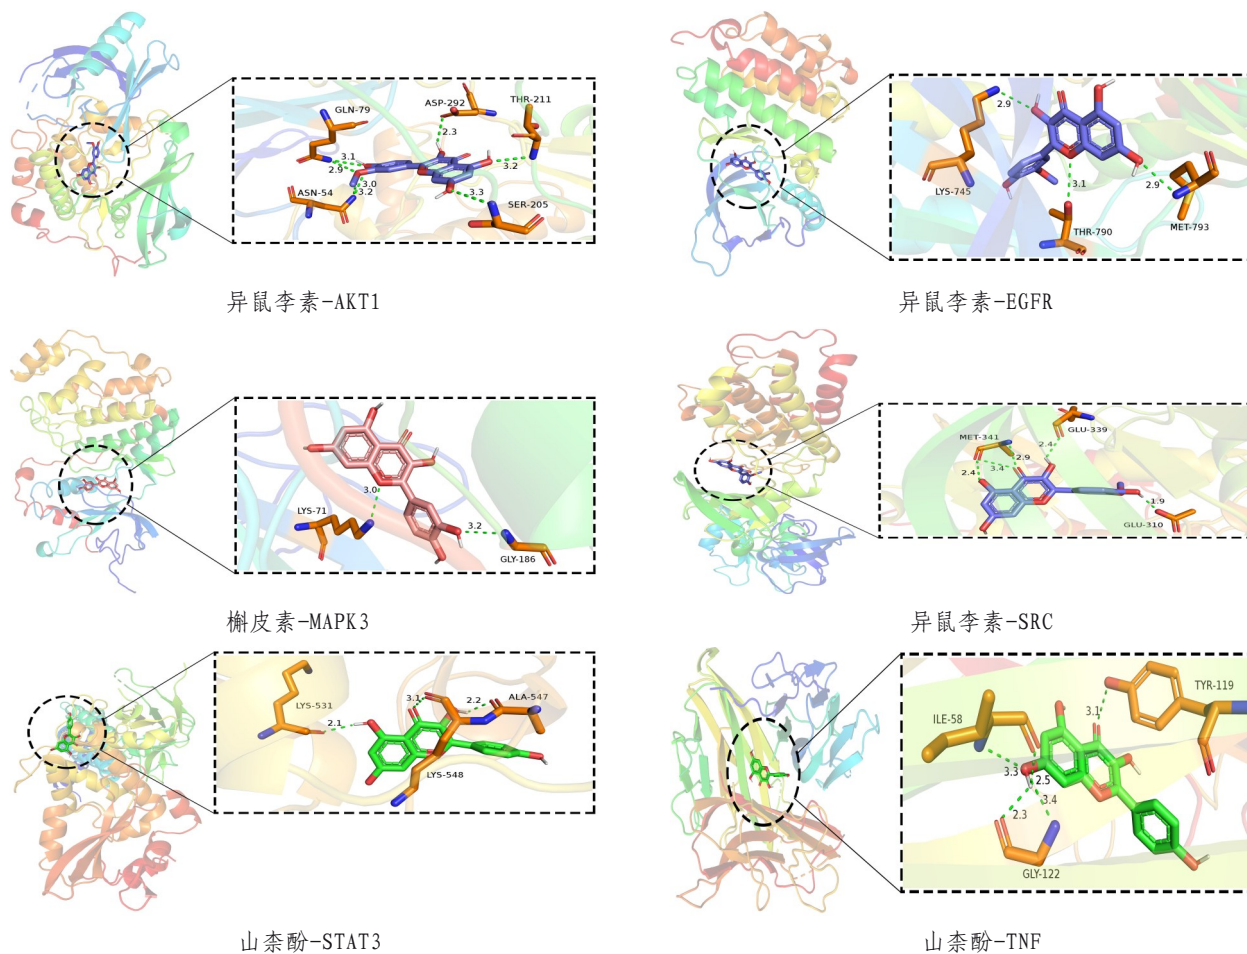 GLN-79
ASP-292
THR-211
2.3
3.1
2.9
3.0
3.2
3.2
3.3
ASN-54
SER-205
异鼠李素-AKT1
2.9
LYS-745
3.1
2.9
THR-790
MET-793
异鼠李素-EGFR
3.0
LYS-71
3.2
GLY-186
槲皮素-MAPK3
GLU-339
MET-341
2.4
2.9
3.4
2.4
1.9
GLU-310
异鼠李素-SRC
LYS-531
3.1
2.2
ALA-547
2.1
LYS-548
山柰酚-STAT3
TYR-119
ILE-58
3.1
3.3
2.5
3.4
2.3
GLY-122
山柰酚-TNF